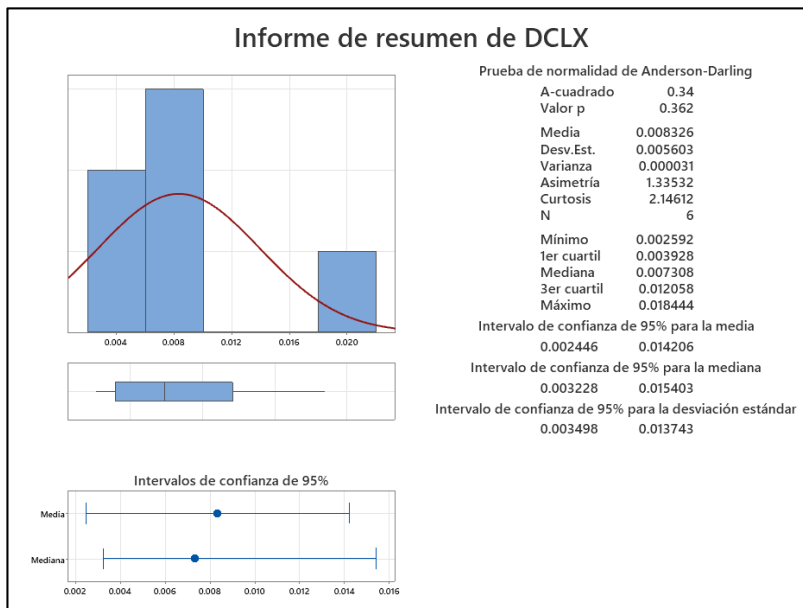 Informe de resumen de DCLX
Prueba de normalidad de Anderson-Darling
A-cuadrado 0.34
Valor p 0.362
Media 0.008326
Desv.Est. 0.005603
Varianza 0.000031
Asimetría 1.33532
Curtosis 2.14612
N 6
Mínimo 0.002592
1er cuartil 0.003928
Mediana 0.007308
3er cuartil 0.012058
Máximo 0.018444
Intervalo de confianza de 95% para la media
0.002446 0.014206
Intervalo de confianza de 95% para la mediana
0.003228 0.015403
Intervalo de confianza de 95% para la desviación estándar
0.003498 0.013743
0.004 0.008 0.012 0.016 0.020
Intervalos de confianza de 95%
Media
Mediana
0.002 0.004 0.006 0.008 0.010 0.012 0.014 0.016